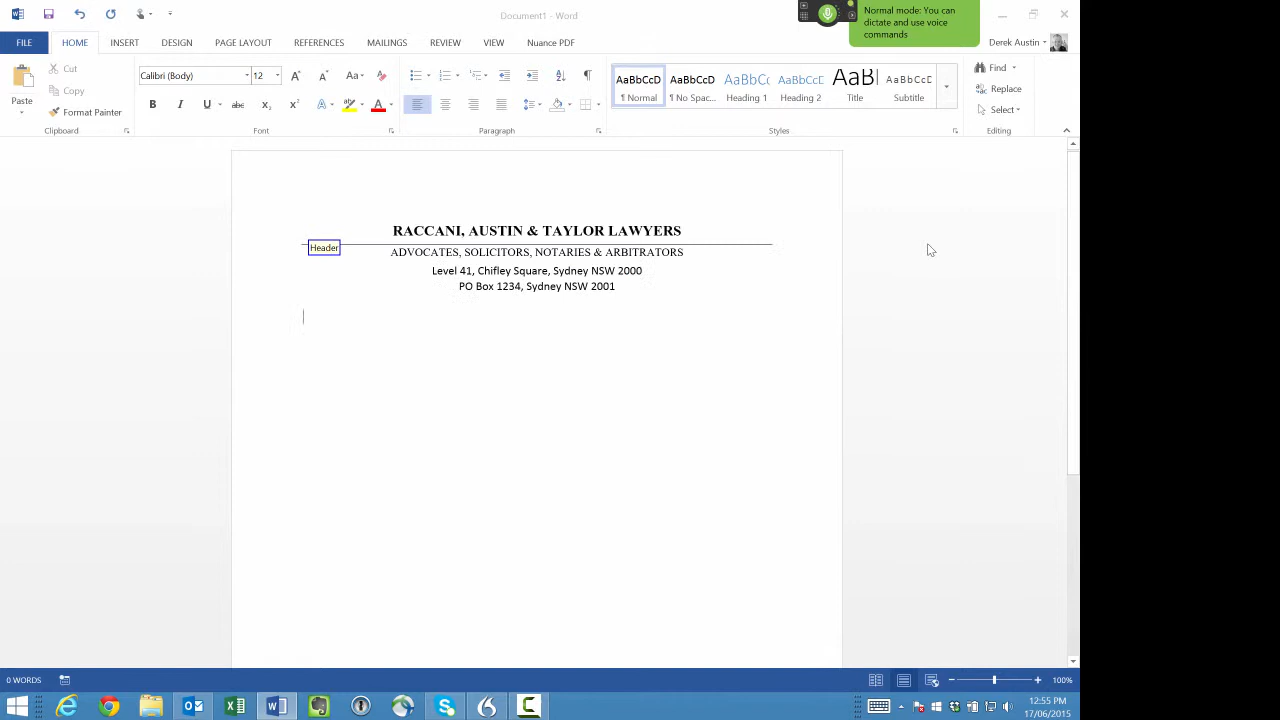 Document1 - Word
Normal mode: You can
dictate and use voice
commands
FILE HOME INSERT DESIGN PAGE LAYOUT REFERENCES MAILINGS REVIEW VIEW Nuance PDF Derek Austin
Paste
Cut
Copy
Format Painter
Clipboard
Calibri (Body) 12
Font
Paragraph
AaBbCcD AaBbCcD AaBbCc AaBbCcD AaB AaBbCcD
¶ Normal ¶ No Spac... Heading 1 Heading 2 Title Subtitle
Styles
Find
Replace
Select
Editing
RACCANI, AUSTIN & TAYLOR LAWYERS
Header
ADVOCATES, SOLICITORS, NOTARIES & ARBITRATORS
Level 41, Chifley Square, Sydney NSW 2000
PO Box 1234, Sydney NSW 2001
0 WORDS
100%
12:55 PM
17/06/2015